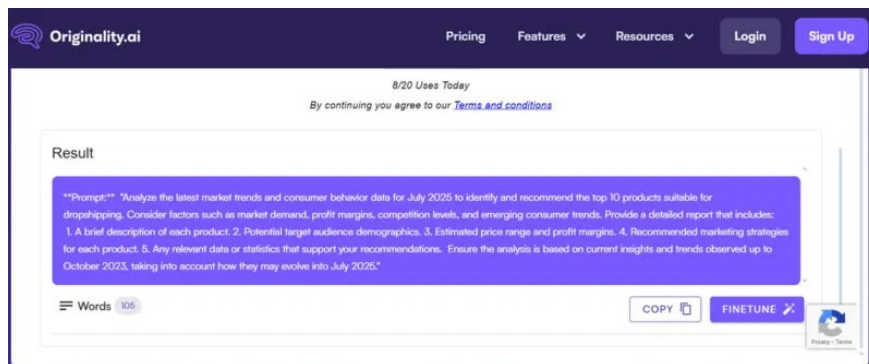 Originality.ai Pricing Features Resources Login Sign Up
8/20 Uses Today
By continuing you agree to our Terms and conditions
Result
**Prompt:** "Analyze the latest market trends and consumer behavior data for July 2025 to identify and recommend the top 10 products suitable for
dropshipping. Consider factors such as market demand, profit margins, competition levels, and emerging consumer trends. Provide a detailed report that includes:
1. A brief description of each product. 2. Potential target audience demographics. 3. Estimated price range and profit margins. 4. Recommended marketing strategies
for each product. 5. Any relevant data or statistics that support your recommendations. Ensure the analysis is based on current insights and trends observed up to
October 2023, taking into account how they may evolve into July 2025."
Words 105 COPY FINETUNE
Privacy - Terms